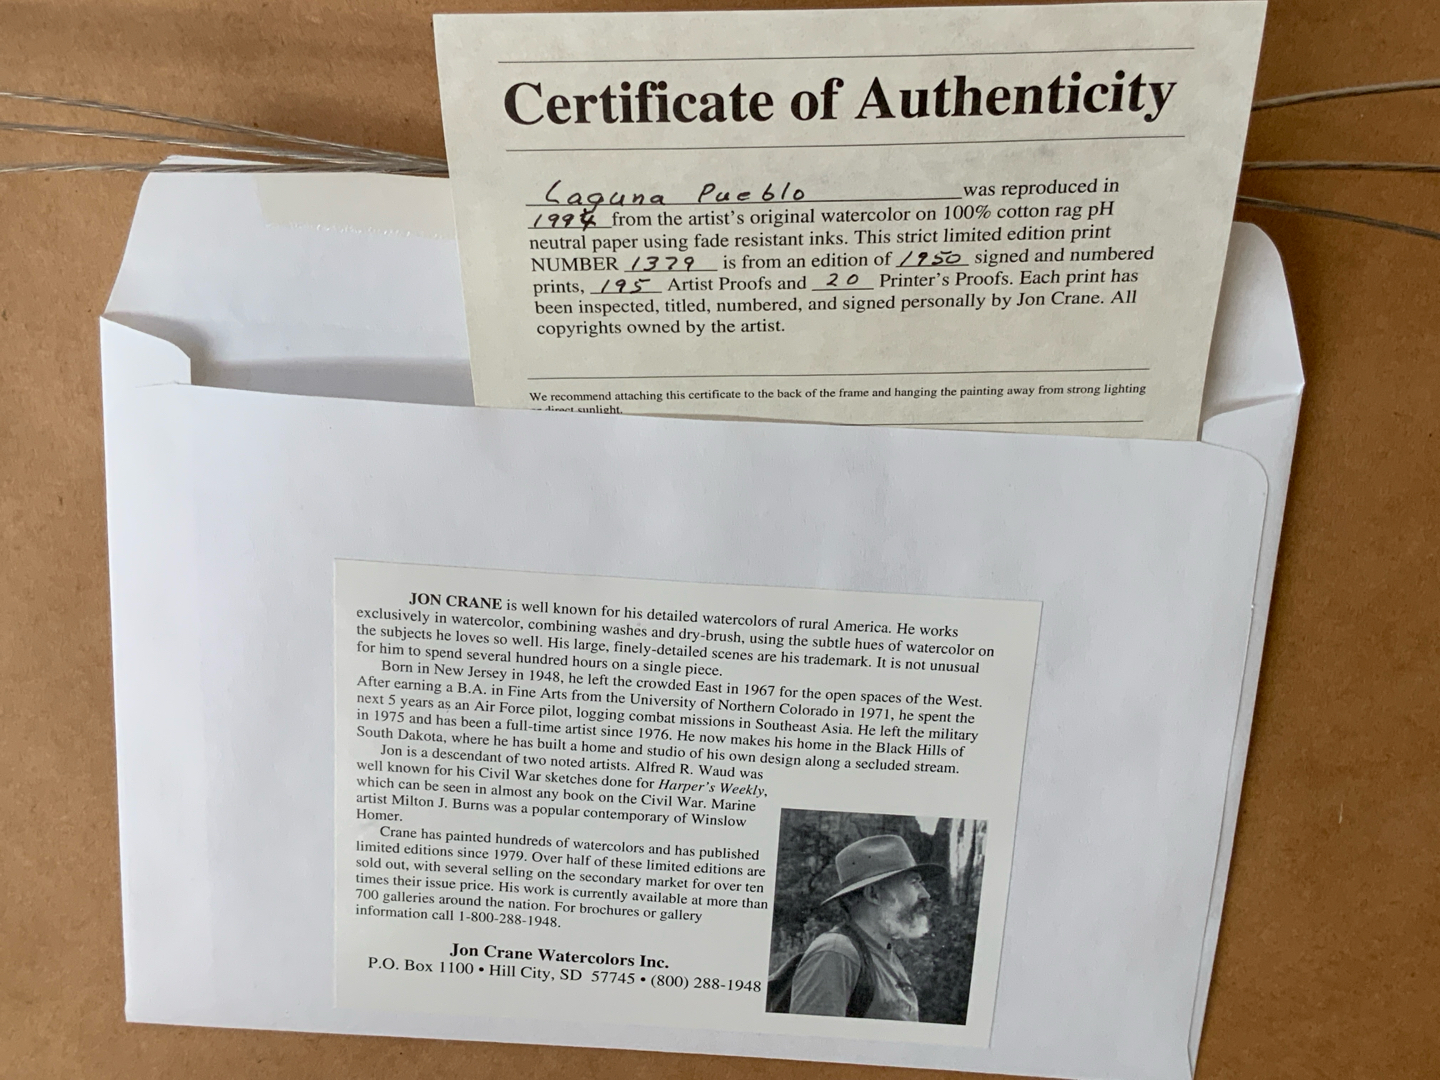 Certificate of Authenticity
Laguna Pueblo was reproduced in
1994 from the artist's original watercolor on 100% cotton rag pH
neutral paper using fade resistant inks. This strict limited edition print
NUMBER 1379 is from an edition of 1950 signed and numbered
prints, 195 Artist Proofs and 20 Printer's Proofs. Each print has
been inspected, titled, numbered, and signed personally by Jon Crane. All
copyrights owned by the artist.
We recommend attaching this certificate to the back of the frame and hanging the painting away from strong lighting
or direct sunlight.
JON CRANE is well known for his detailed watercolors of rural America. He works
exclusively in watercolor, combining washes and dry-brush, using the subtle hues of watercolor on
the subjects he loves so well. His large, finely-detailed scenes are his trademark. It is not unusual
for him to spend several hundred hours on a single piece.
Born in New Jersey in 1948, he left the crowded East in 1967 for the open spaces of the West.
After earning a B.A. in Fine Arts from the University of Northern Colorado in 1971, he spent the
next 5 years as an Air Force pilot, logging combat missions in Southeast Asia. He left the military
in 1975 and has been a full-time artist since 1976. He now makes his home in the Black Hills of
South Dakota, where he has built a home and studio of his own design along a secluded stream.
Jon is a descendant of two noted artists. Alfred R. Waud was
well known for his Civil War sketches done for Harper's Weekly,
which can be seen in almost any book on the Civil War. Marine
artist Milton J. Burns was a popular contemporary of Winslow
Homer.
Crane has painted hundreds of watercolors and has published
limited editions since 1979. Over half of these limited editions are
sold out, with several selling on the secondary market for over ten
times their issue price. His work is currently available at more than
700 galleries around the nation. For brochures or gallery
information call 1-800-288-1948.
Jon Crane Watercolors Inc.
P.O. Box 1100 • Hill City, SD 57745 • (800) 288-1948